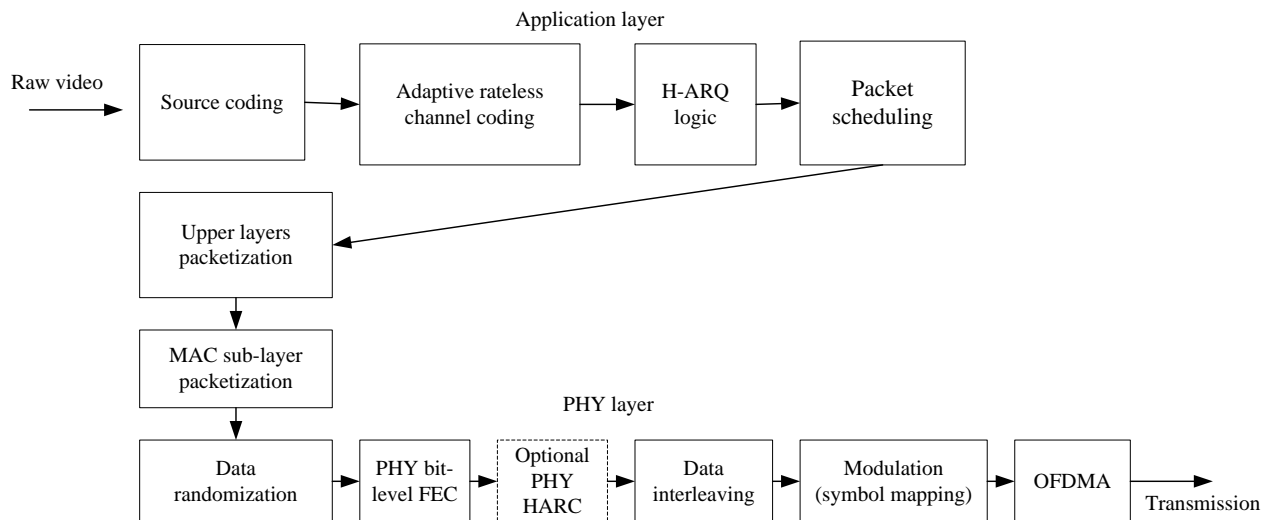 Application layer
Raw video
Source coding
Adaptive rateless
channel coding
H-ARQ
logic
Packet
scheduling
Upper layers
packetization
MAC sub-layer
packetization
PHY layer
Data
randomization
PHY bit-
level FEC
Optional
PHY
HARC
Data
interleaving
Modulation
(symbol mapping)
OFDMA
Transmission